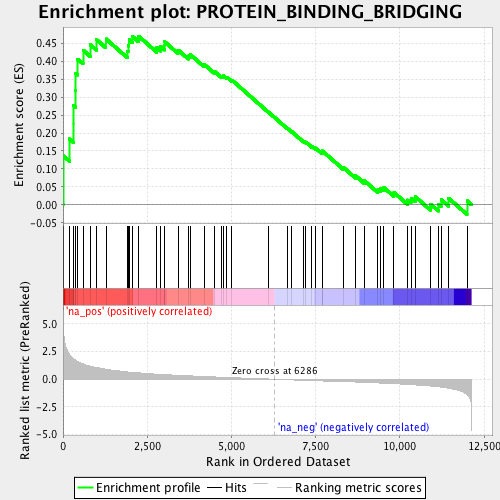 Enrichment plot: PROTEIN_BINDING_BRIDGING
Enrichment score (ES)
0.45
0.40
0.35
0.30
0.25
0.20
0.15
0.10
0.05
0.00
-0.05
'na_pos' (positively correlated)
Ranked list metric (PreRanked)
5.0
2.5
0.0
-2.5
-5.0
Zero cross at 6286
'na_neg' (negatively correlated)
0
2,500
5,000
7,500
10,000
12,500
Rank in Ordered Dataset
Enrichment profile
Hits
Ranking metric scores